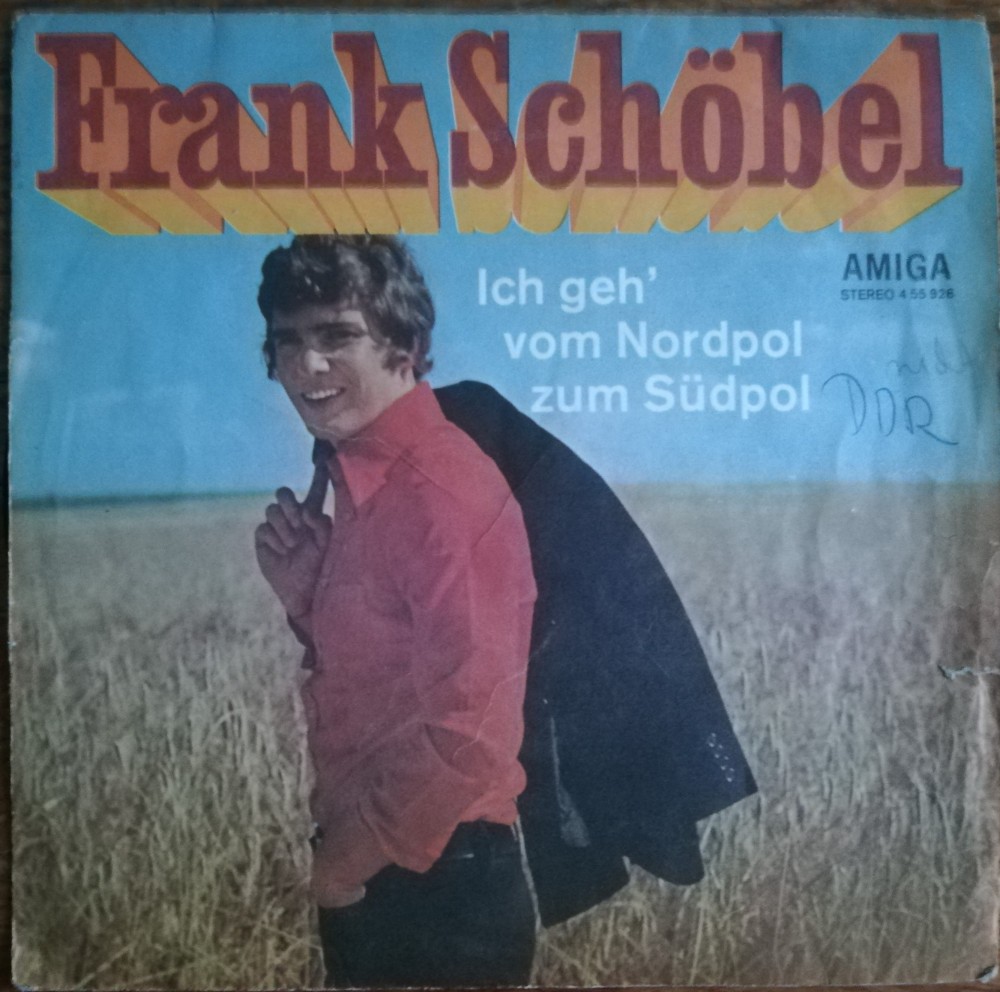 Frank Schöbel
Ich geh’
vom Nordpol
zum Südpol
AMIGA
STEREO 4 55 926
DDR